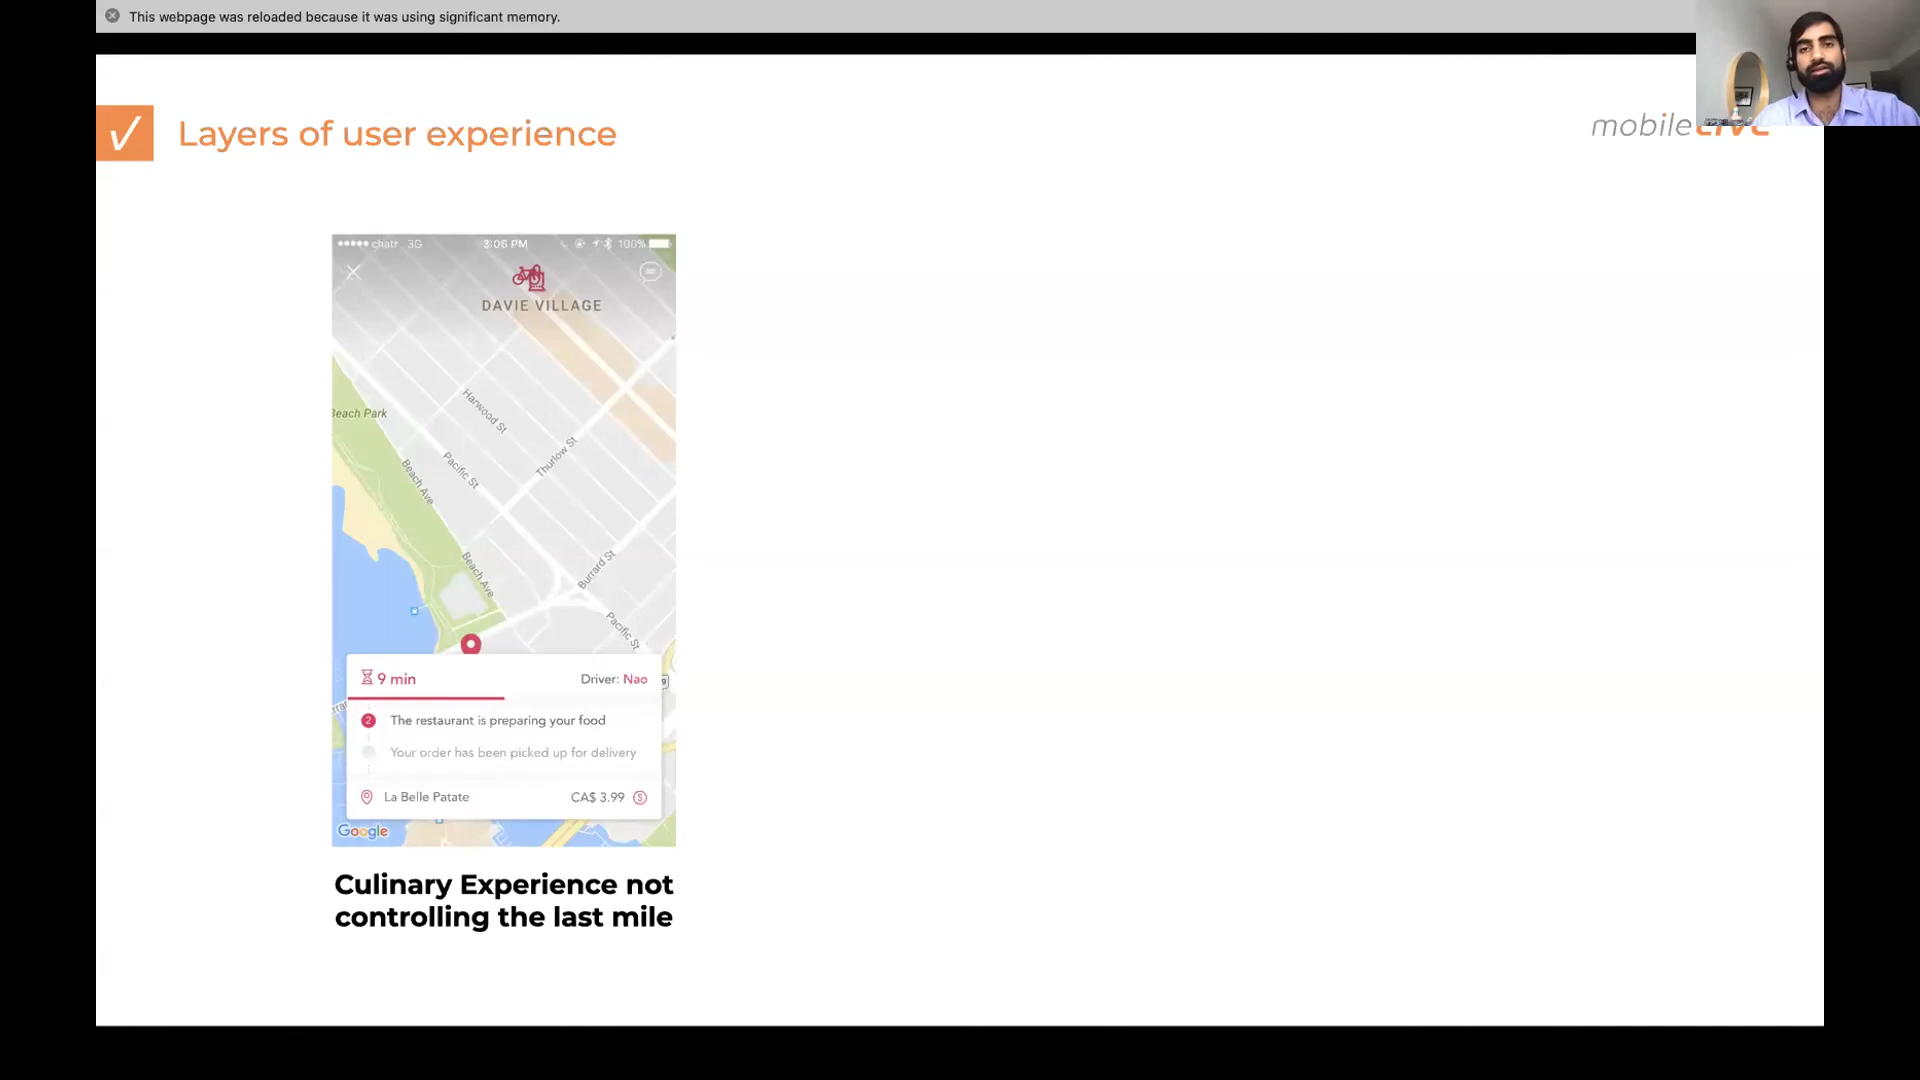 This webpage was reloaded because it was using significant memory.
✓ Layers of user experience
mobileLIVE
chatr 3G 3:06 PM 100%
DAVIE VILLAGE
Harwood St
Beach Park
Thurlow St
Pacific St
Beach Ave
Beach Ave
Burrard St
Pacific St
9 min Driver: Nao
2 The restaurant is preparing your food
Your order has been picked up for delivery
La Belle Patate CA$ 3.99
Google
Culinary Experience not
controlling the last mile